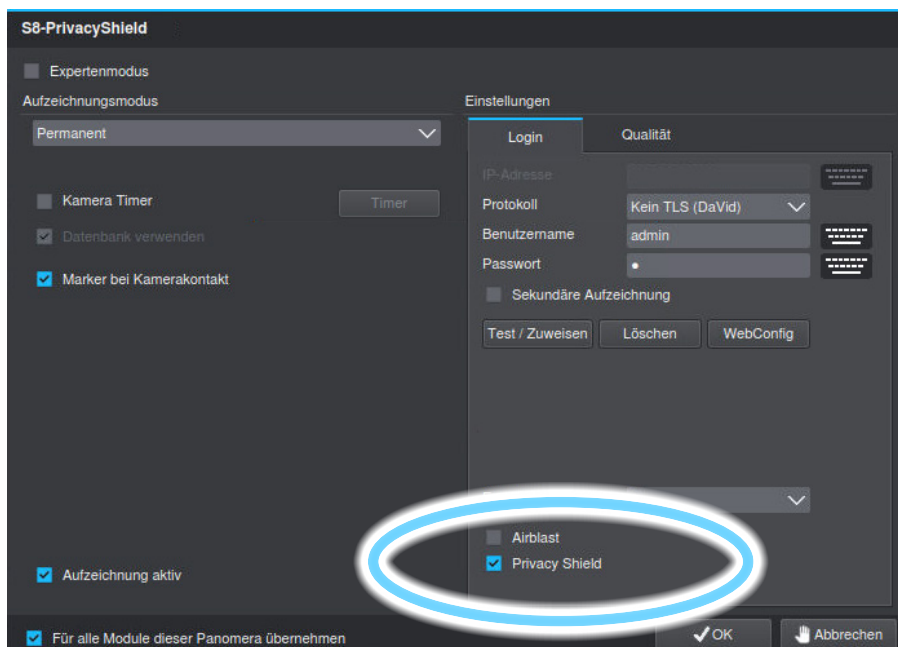 S8-PrivacyShield
Expertenmodus
Aufzeichnungsmodus
Permanent
Kamera Timer
Timer
Datenbank verwenden
Marker bei Kamerakontakt
Aufzeichnung aktiv
Einstellungen
Login
Qualität
IP-Adresse
Protokoll
Kein TLS (DaVid)
Benutzername
admin
Passwort
•
Sekundäre Aufzeichnung
Test / Zuweisen
Löschen
WebConfig
Airblast
Privacy Shield
Für alle Module dieser Panomera übernehmen
OK
Abbrechen